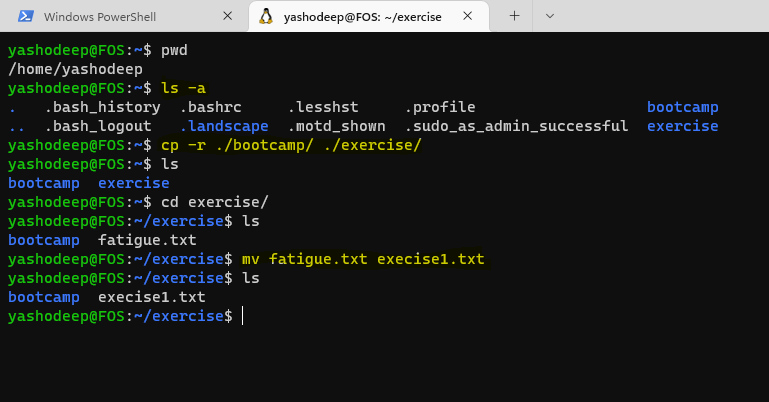 Windows PowerShell
yashodeep@FOS: ~/exercise
yashodeep@FOS:~$ pwd
/home/yashodeep
yashodeep@FOS:~$ ls -a
. .bash_history .bashrc .lesshst .profile bootcamp
.. .bash_logout .landscape .motd_shown .sudo_as_admin_successful exercise
yashodeep@FOS:~$ cp -r ./bootcamp/ ./exercise/
yashodeep@FOS:~$ ls
bootcamp exercise
yashodeep@FOS:~$ cd exercise/
yashodeep@FOS:~/exercise$ ls
bootcamp fatigue.txt
yashodeep@FOS:~/exercise$ mv fatigue.txt execise1.txt
yashodeep@FOS:~/exercise$ ls
bootcamp execise1.txt
yashodeep@FOS:~/exercise$